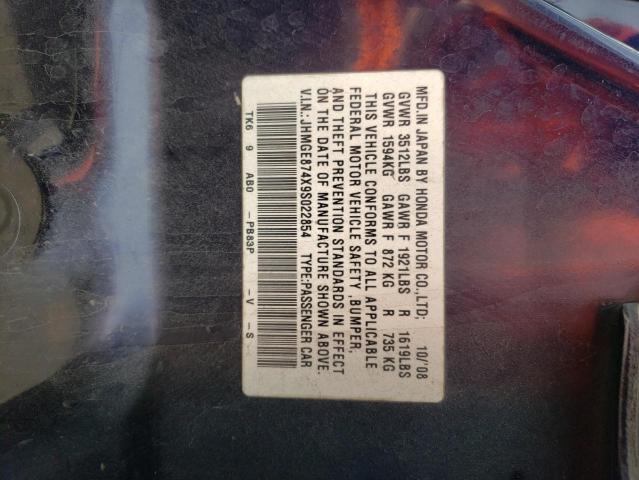 MFD.IN JAPAN BY HONDA MOTOR CO.,LTD: 10/'08
GVWR 3512LBS GAWR F 1921LBS R 1619LBS
GVWR 1594KG GAWR F 872 KG R 735 KG
THIS VEHICLE CONFORMS TO ALL APPLICABLE
FEDERAL MOTOR VEHICLE SAFETY ,BUMPER,
AND THEFT PREVENTION STANDARDS IN EFFECT
ON THE DATE OF MANUFACTURE SHOWN ABOVE.
V.I.N.:JHMGE874X9S022854 TYPE:PASSENGER CAR
TK6 9 AB0 -PB83P -V -S